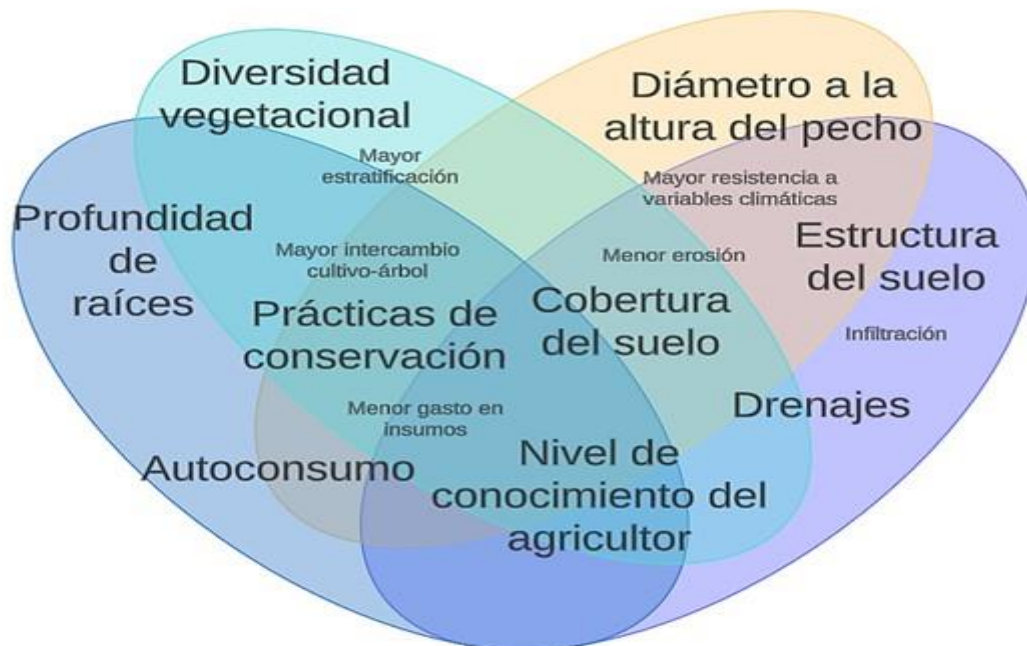 Diversidad
vegetacional
Diámetro a la
altura del pecho
Mayor
estratificación
Mayor resistencia a
variables climáticas
Profundidad
de
raíces
Mayor intercambio
cultivo-árbol
Menor erosión
Estructura
del suelo
Prácticas de
conservación
Cobertura
del suelo
Infiltración
Menor gasto en
insumos
Drenajes
Autoconsumo
Nivel de
conocimiento del
agricultor